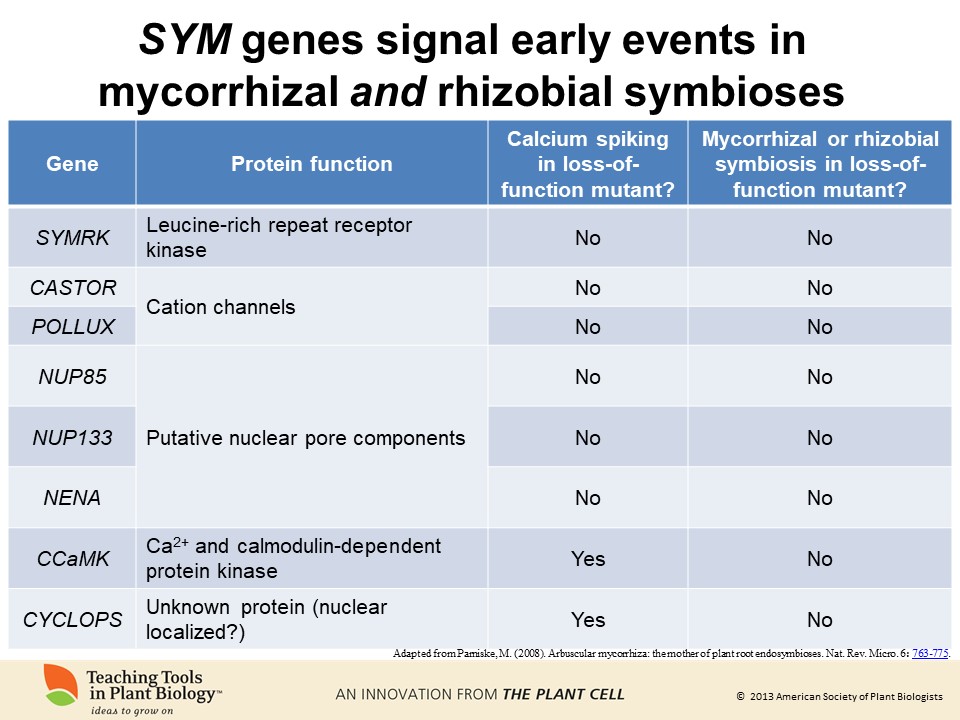 SYM genes signal early events in
mycorrhizal and rhizobial symbioses
Gene
Protein function
Calcium spiking
in loss-of-
function mutant?
Mycorrhizal or rhizobial
symbiosis in loss-of-
function mutant?
SYMRK
Leucine-rich repeat receptor
kinase
No
No
CASTOR
Cation channels
No
No
POLLUX
No
No
NUP85
Putative nuclear pore components
No
No
NUP133
No
No
NENA
No
No
CCaMK
Ca²⁺ and calmodulin-dependent
protein kinase
Yes
No
CYCLOPS
Unknown protein (nuclear
localized?)
Yes
No
Adapted from Parniske, M. (2008). Arbuscular mycorrhiza: the mother of plant root endosymbioses. Nat. Rev. Micro. 6: 763-775.
Teaching Tools
in Plant Biology™
ideas to grow on
AN INNOVATION FROM THE PLANT CELL
© 2013 American Society of Plant Biologists